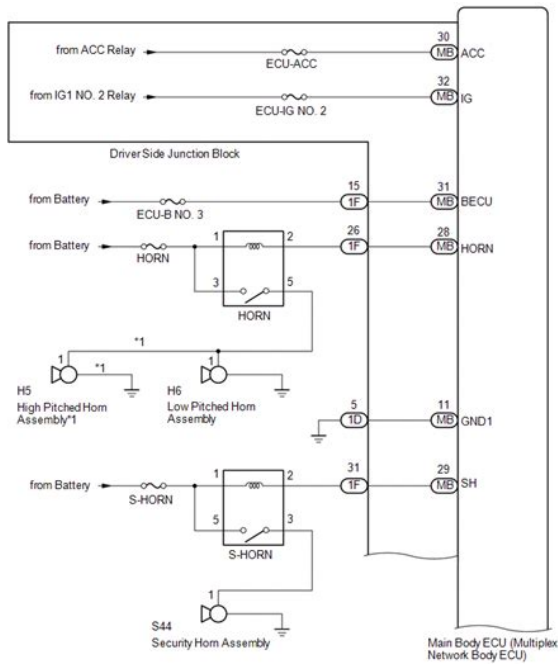 30
from ACC Relay
MB
ACC
ECU-ACC
32
from IG1 NO. 2 Relay
MB
IG
ECU-IG NO. 2
Driver Side Junction Block
15
31
from Battery
1F
MB
BECU
ECU-B NO. 3
26
28
from Battery
1
2
1F
MB
HORN
HORN
3
5
HORN
*1
1
*1
1
H5
High Pitched Horn
Assembly*1
H6
Low Pitched Horn
Assembly
5
11
1D
MB
GND1
31
29
from Battery
1
2
1F
MB
SH
S-HORN
5
3
S-HORN
1
S44
Security Horn Assembly
Main Body ECU (Multiplex
Network Body ECU)